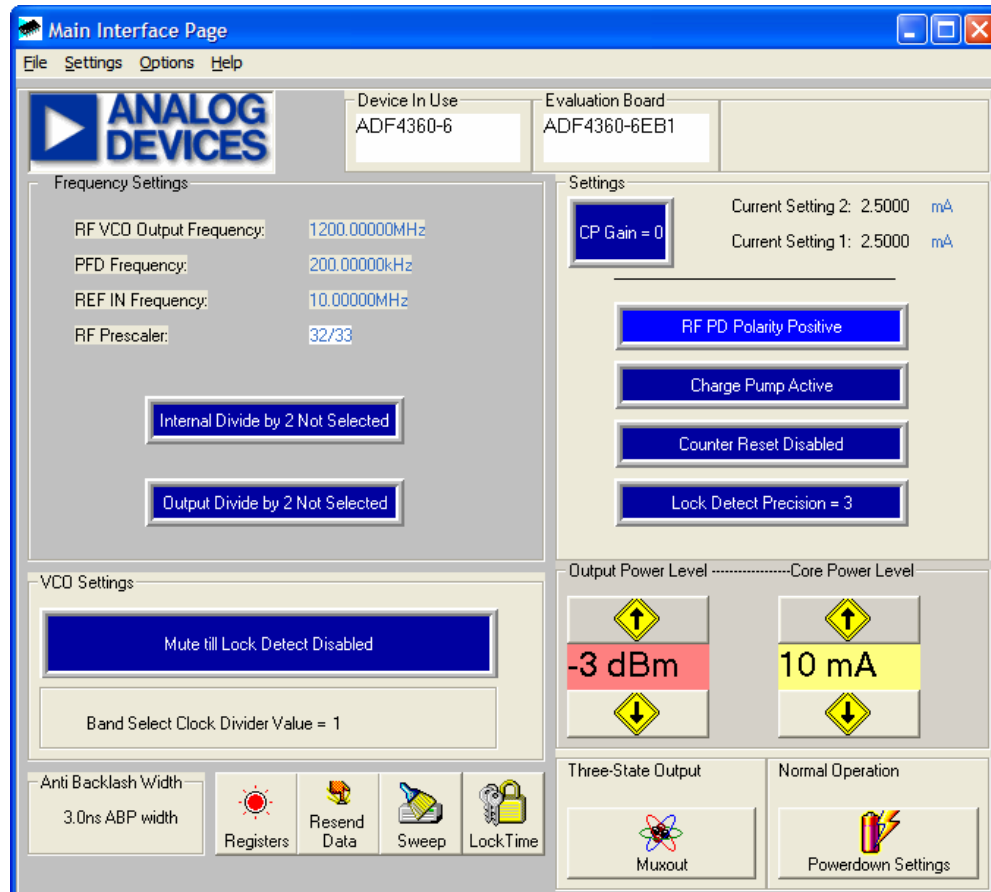 Main Interface Page
File Settings Options Help
ANALOG
DEVICES
Device In Use
ADF4360-6
Evaluation Board
ADF4360-6EB1
Frequency Settings
RF VCO Output Frequency: 1200.00000MHz
PFD Frequency: 200.00000kHz
REF IN Frequency: 10.00000MHz
RF Prescaler: 32/33
Internal Divide by 2 Not Selected
Output Divide by 2 Not Selected
Settings
CP Gain = 0
Current Setting 2: 2.5000 mA
Current Setting 1: 2.5000 mA
RF PD Polarity Positive
Charge Pump Active
Counter Reset Disabled
Lock Detect Precision = 3
VCO Settings
Mute till Lock Detect Disabled
Band Select Clock Divider Value = 1
Output Power Level -----------------Core Power Level
-3 dBm
10 mA
Anti Backlash Width
3.0ns ABP width
Registers
Resend
Data
Sweep
LockTime
Three-State Output
Muxout
Normal Operation
Powerdown Settings